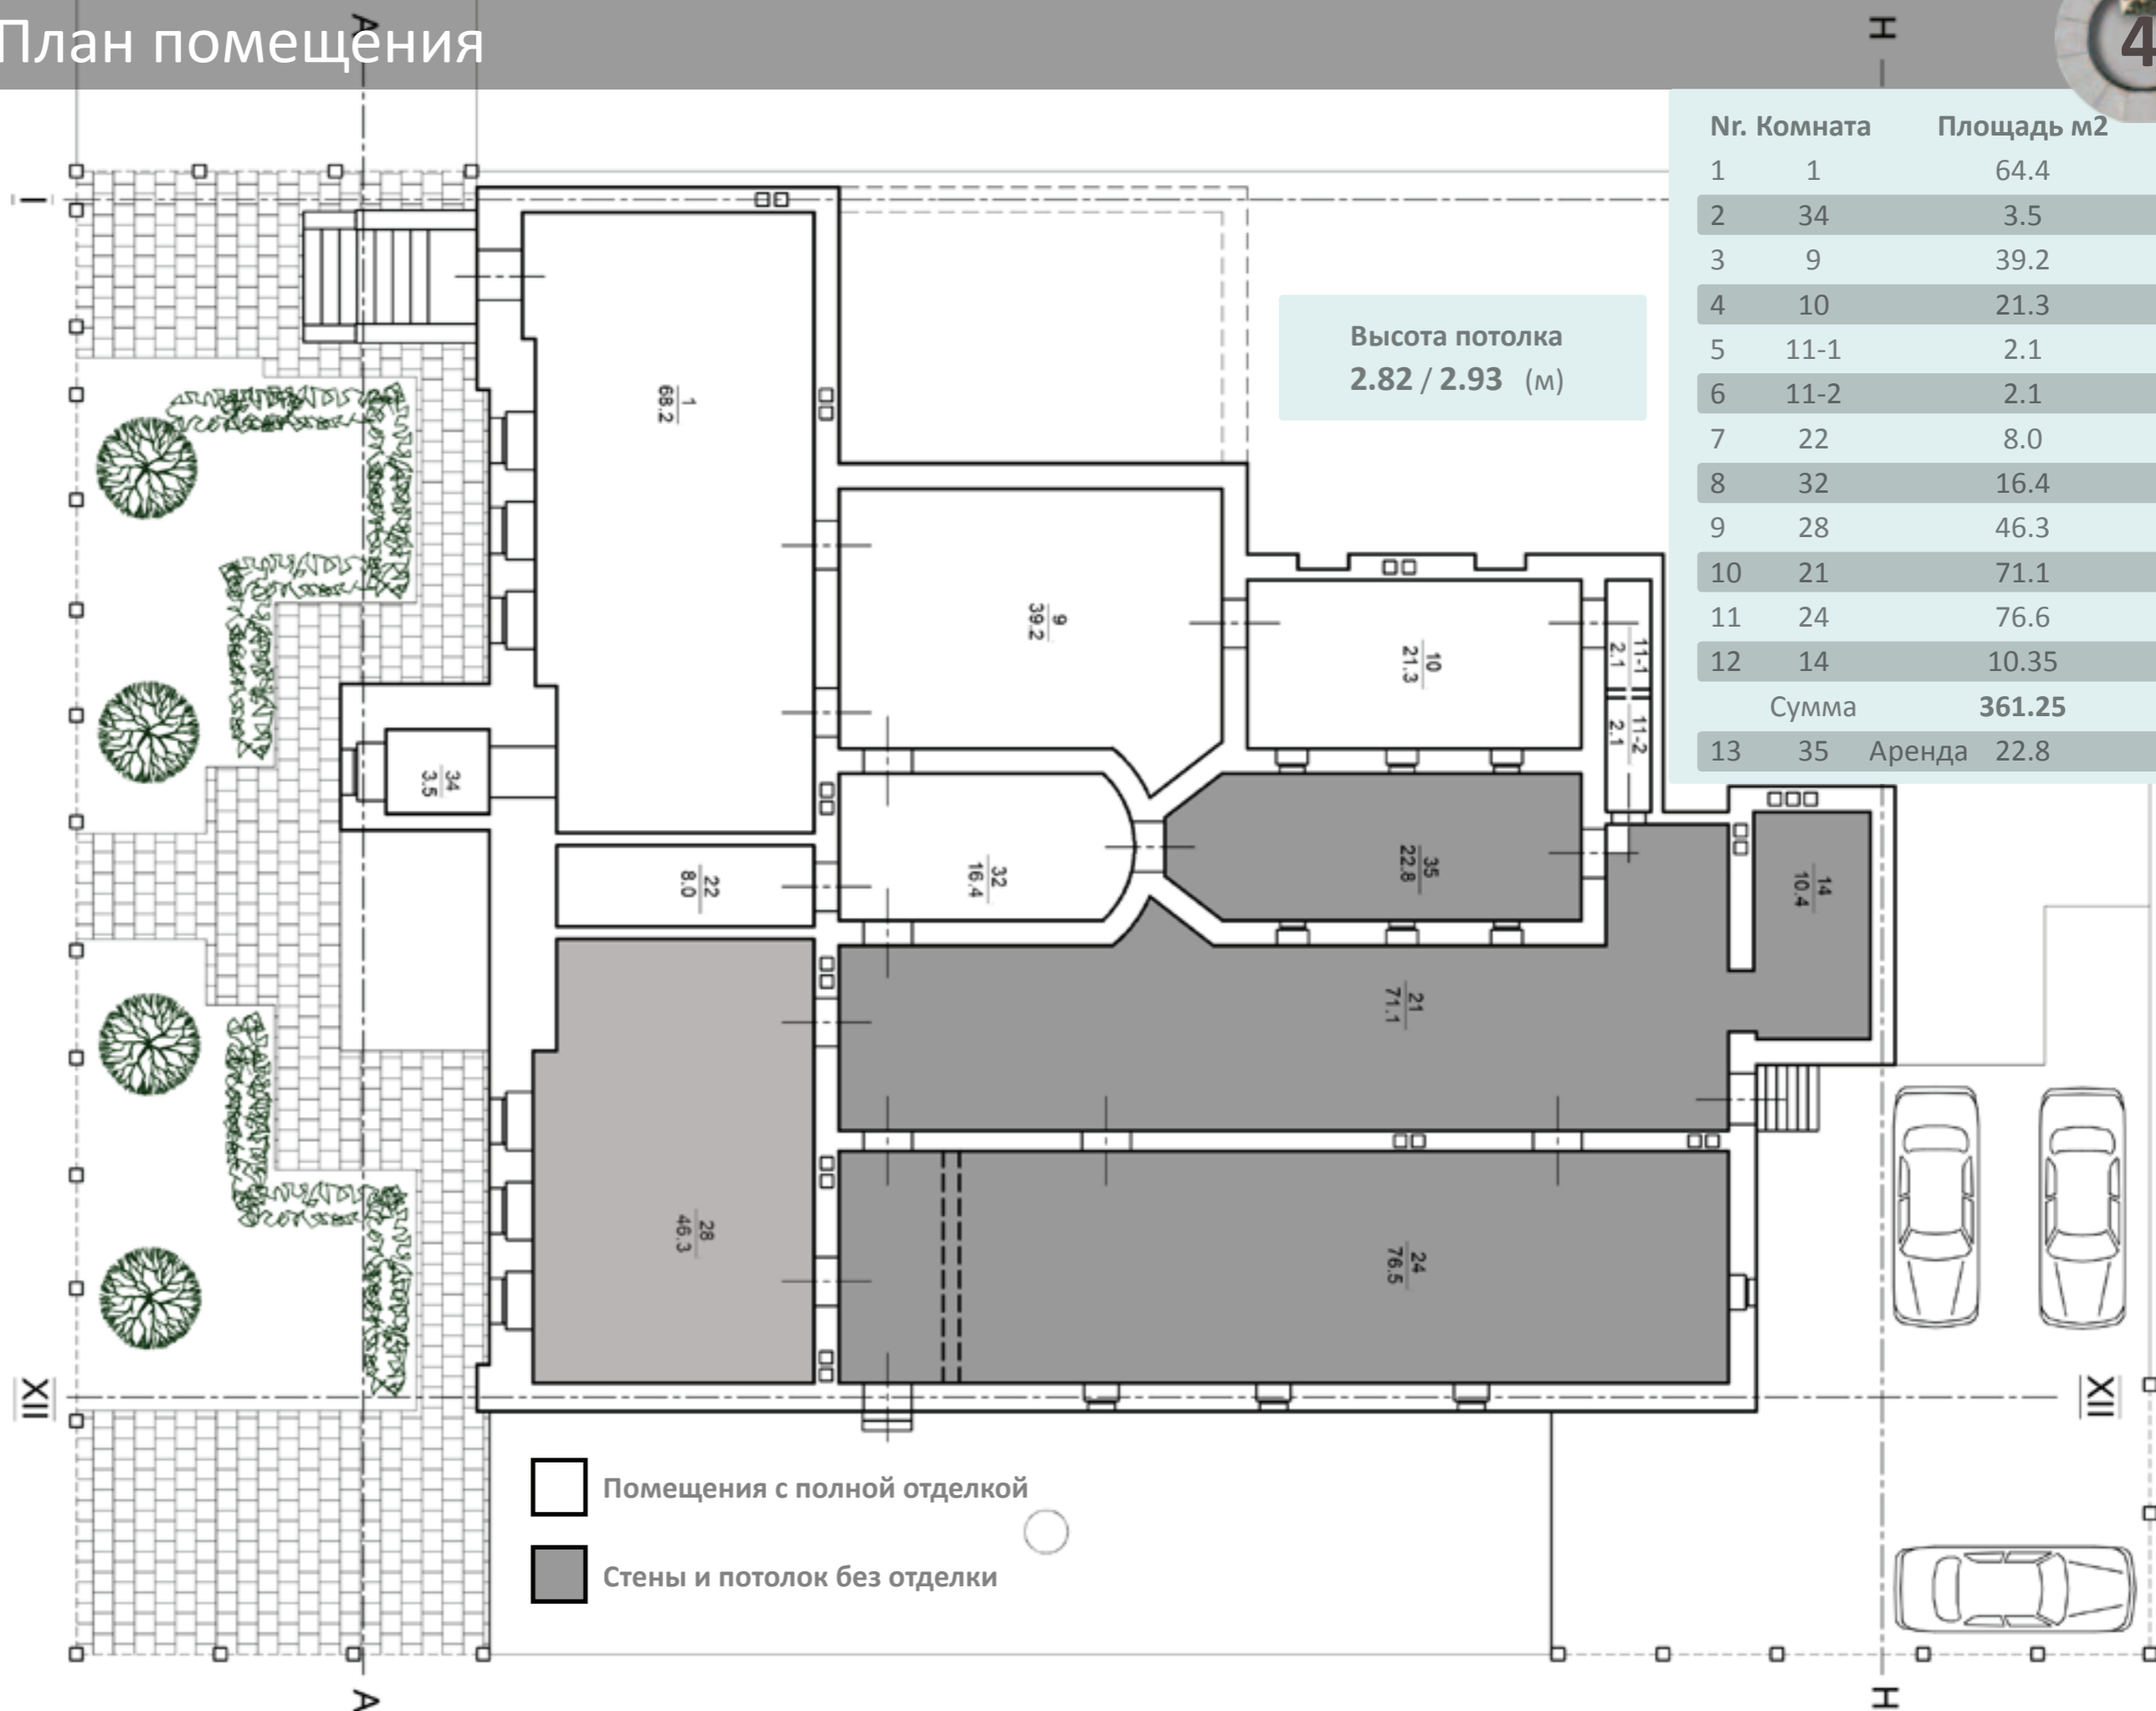 План помещения
4
А
Н
Nr. Комната Площадь м2
1 1 64.4
2 34 3.5
3 9 39.2
4 10 21.3
5 11-1 2.1
6 11-2 2.1
7 22 8.0
8 32 16.4
9 28 46.3
10 21 71.1
11 24 76.6
12 14 10.35
Сумма 361.25
13 35 Аренда 22.8
I
Высота потолка
2.82 / 2.93 (м)
1
68.2
9
39.2
10
21.3
11-1
2.1
11-2
2.1
34
3.5
22
8.0
32
16.4
35
22.8
14
10.4
21
71.1
28
46.3
24
76.5
XII
XII
Помещения с полной отделкой
Стены и потолок без отделки
А
Н